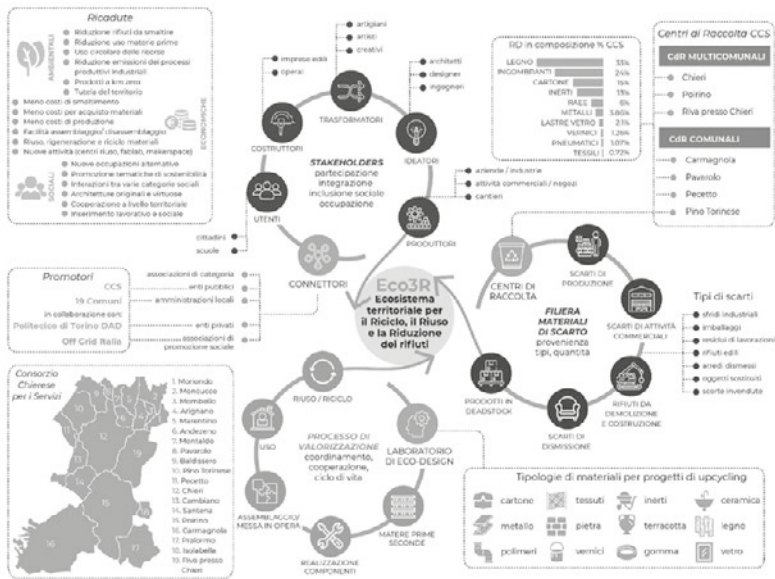 Ricadute
AMBIENTALI
Riduzione rifiuti da smaltire
Riduzione uso materie prime
Uso circolare delle risorse
Riduzione emissioni dei processi
produttivi industriali
Prodotti a km zero
Tutela del territorio
ECONOMICHE
Meno costi di smaltimento
Meno costi per acquisto materiali
Meno costi di produzione
Facilità assemblaggio/ disassemblaggio
Riuso, rigenerazione e riciclo materiali
Nuove attività (centri riuso, fablab, makerspace)
SOCIALI
Nuove occupazioni alternative
Promozione tematiche di sostenibilità
Interazioni tra varie categorie sociali
Architetture originali e virtuose
Cooperazione a livello territoriale
Inserimento lavorativo e sociale
artigiani
artisti
creativi
imprese edili
operai
architetti
designer
ingegneri
TRASFORMATORI
COSTRUTTORI
IDEATORI
STAKEHOLDERS
partecipazione
integrazione
inclusione sociale
occupazione
UTENTI
PRODUTTORI
CONNETTORI
cittadini
scuole
aziende / industrie
attività commerciali / negozi
cantieri
RD in composizione % CCS
LEGNO 33%
INGOMBRANTI 24%
CARTONE 15%
INERTI 13%
RAEE 6%
METALLI 3.86%
LASTRE VETRO 2.1%
VERNICI 1.26%
PNEUMATICI 1.07%
TESSILI 0.72%
Centri di Raccolta CCS
CdR MULTICOMUNALI
Chieri
Poirino
Riva presso Chieri
CdR COMUNALI
Carmagnola
Pavarolo
Pecetto
Pino Torinese
Promotori
CCS
19 Comuni
in collaborazione con:
Politecnico di Torino DAD
Off Grid Italia
associazioni di categoria
enti pubblici
amministrazioni locali
enti privati
associazioni di
promozione sociale
Eco3R
Ecosistema
territoriale per
il Riciclo, il Riuso
e la Riduzione
dei rifiuti
CENTRI DI
RACCOLTA
SCARTI DI
PRODUZIONE
SCARTI DI ATTIVITÀ
COMMERCIALI
FILIERA
MATERIALI
DI SCARTO
provenienza
tipi, quantità
PRODOTTI IN
DEADSTOCK
SCARTI DI
DISMISSIONE
RIFIUTI DA
DEMOLIZIONE
E COSTRUZIONE
Tipi di scarti
sfridi industriali
imballaggi
residui di lavorazioni
rifiuti edili
arredi dismessi
oggetti sostituiti
scorte invendute
Consorzio
Chierese
per i Servizi
1. Moriondo
2. Moncucco
3. Mombello
4. Arignano
5. Marentino
6. Andezeno
7. Montaldo
8. Pavarolo
9. Baldissero
10. Pino Torinese
11. Pecetto
12. Chieri
13. Cambiano
14. Santena
15. Poirino
16. Carmagnola
17. Pralormo
18. Isolabella
19. Riva presso
Chieri
RIUSO / RICICLO
USO
PROCESSO DI
VALORIZZAZIONE
coordinamento,
cooperazione,
ciclo di vita
LABORATORIO
DI ECO-DESIGN
ASSEMBLAGGIO/
MESSA IN OPERA
MATERE PRIME
SECONDE
REALIZZAZIONE
COMPONENTI
Tipologie di materiali per progetti di upcycling
cartone tessuti inerti ceramica
metallo pietra terracotta legno
polimeri vernici gomma vetro